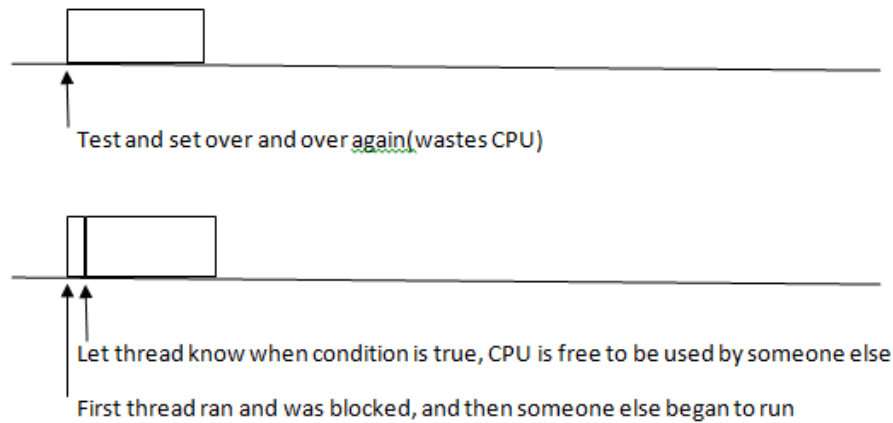 Test and set over and over again(wastes CPU)
Let thread know when condition is true, CPU is free to be used by someone else
First thread ran and was blocked, and then someone else began to run